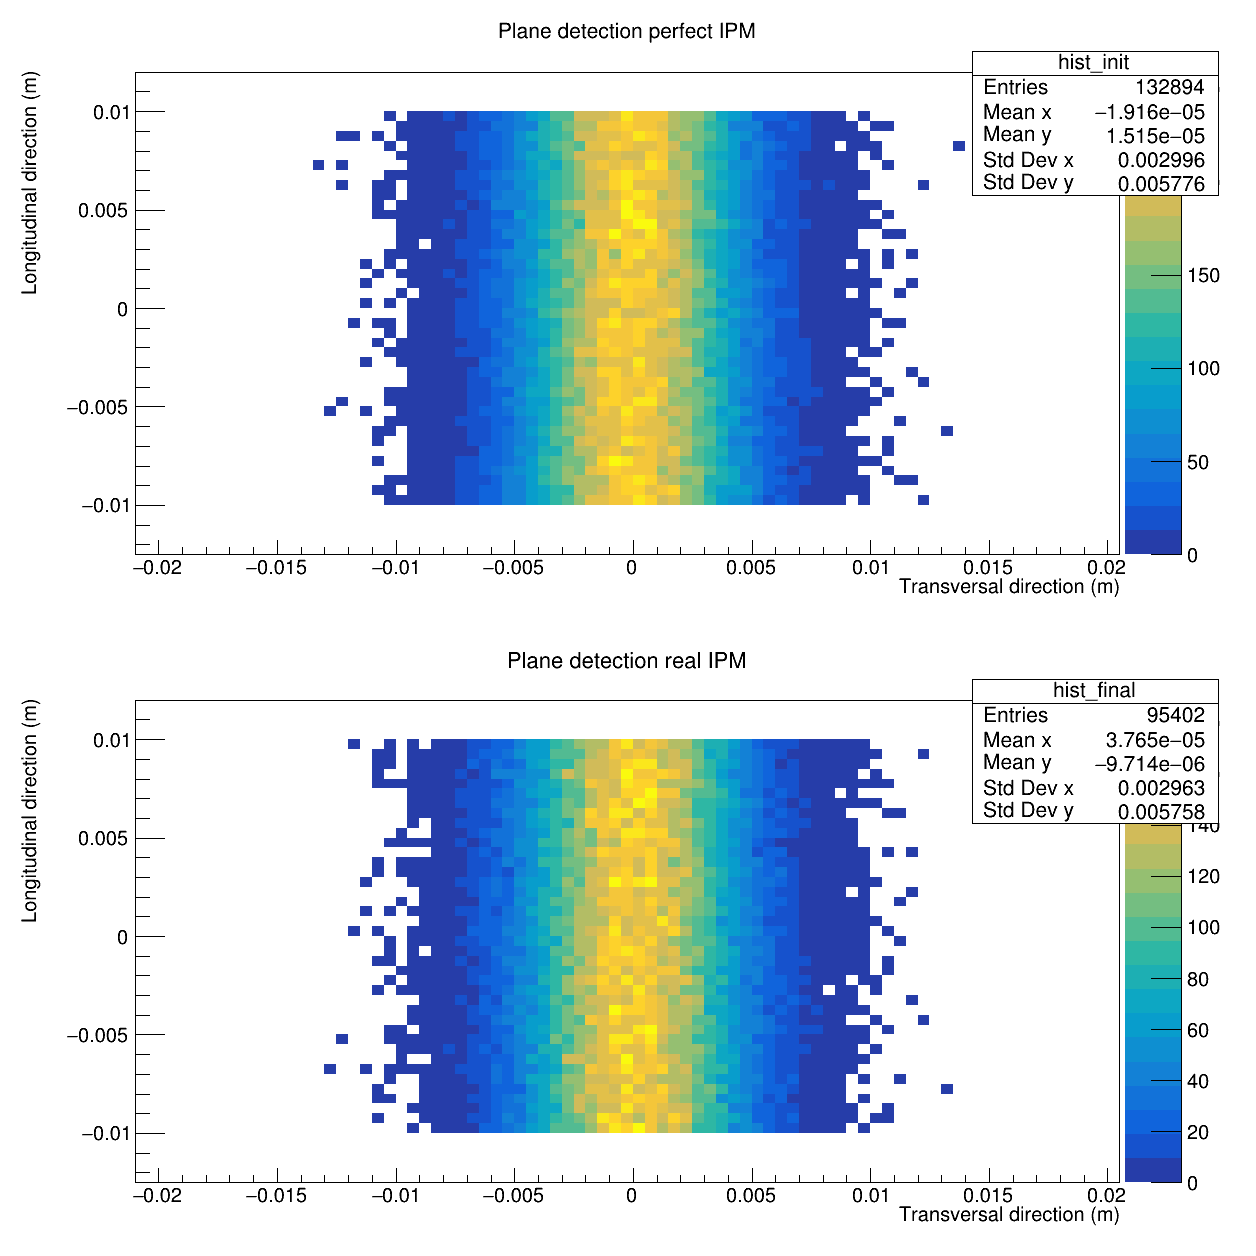 Plane detection perfect IPM
hist_init
Entries 132894
Mean x −1.916e−05
Mean y 1.515e−05
Std Dev x 0.002996
Std Dev y 0.005776
Longitudinal direction (m)
0.01
0.005
0
−0.005
−0.01
150
100
50
0
−0.02 −0.015 −0.01 −0.005 0 0.005 0.01 0.015 0.02
Transversal direction (m)
Plane detection real IPM
hist_final
Entries 95402
Mean x 3.765e−05
Mean y −9.714e−06
Std Dev x 0.002963
Std Dev y 0.005758
Longitudinal direction (m)
0.01
0.005
0
−0.005
−0.01
140
120
100
80
60
40
20
0
−0.02 −0.015 −0.01 −0.005 0 0.005 0.01 0.015 0.02
Transversal direction (m)